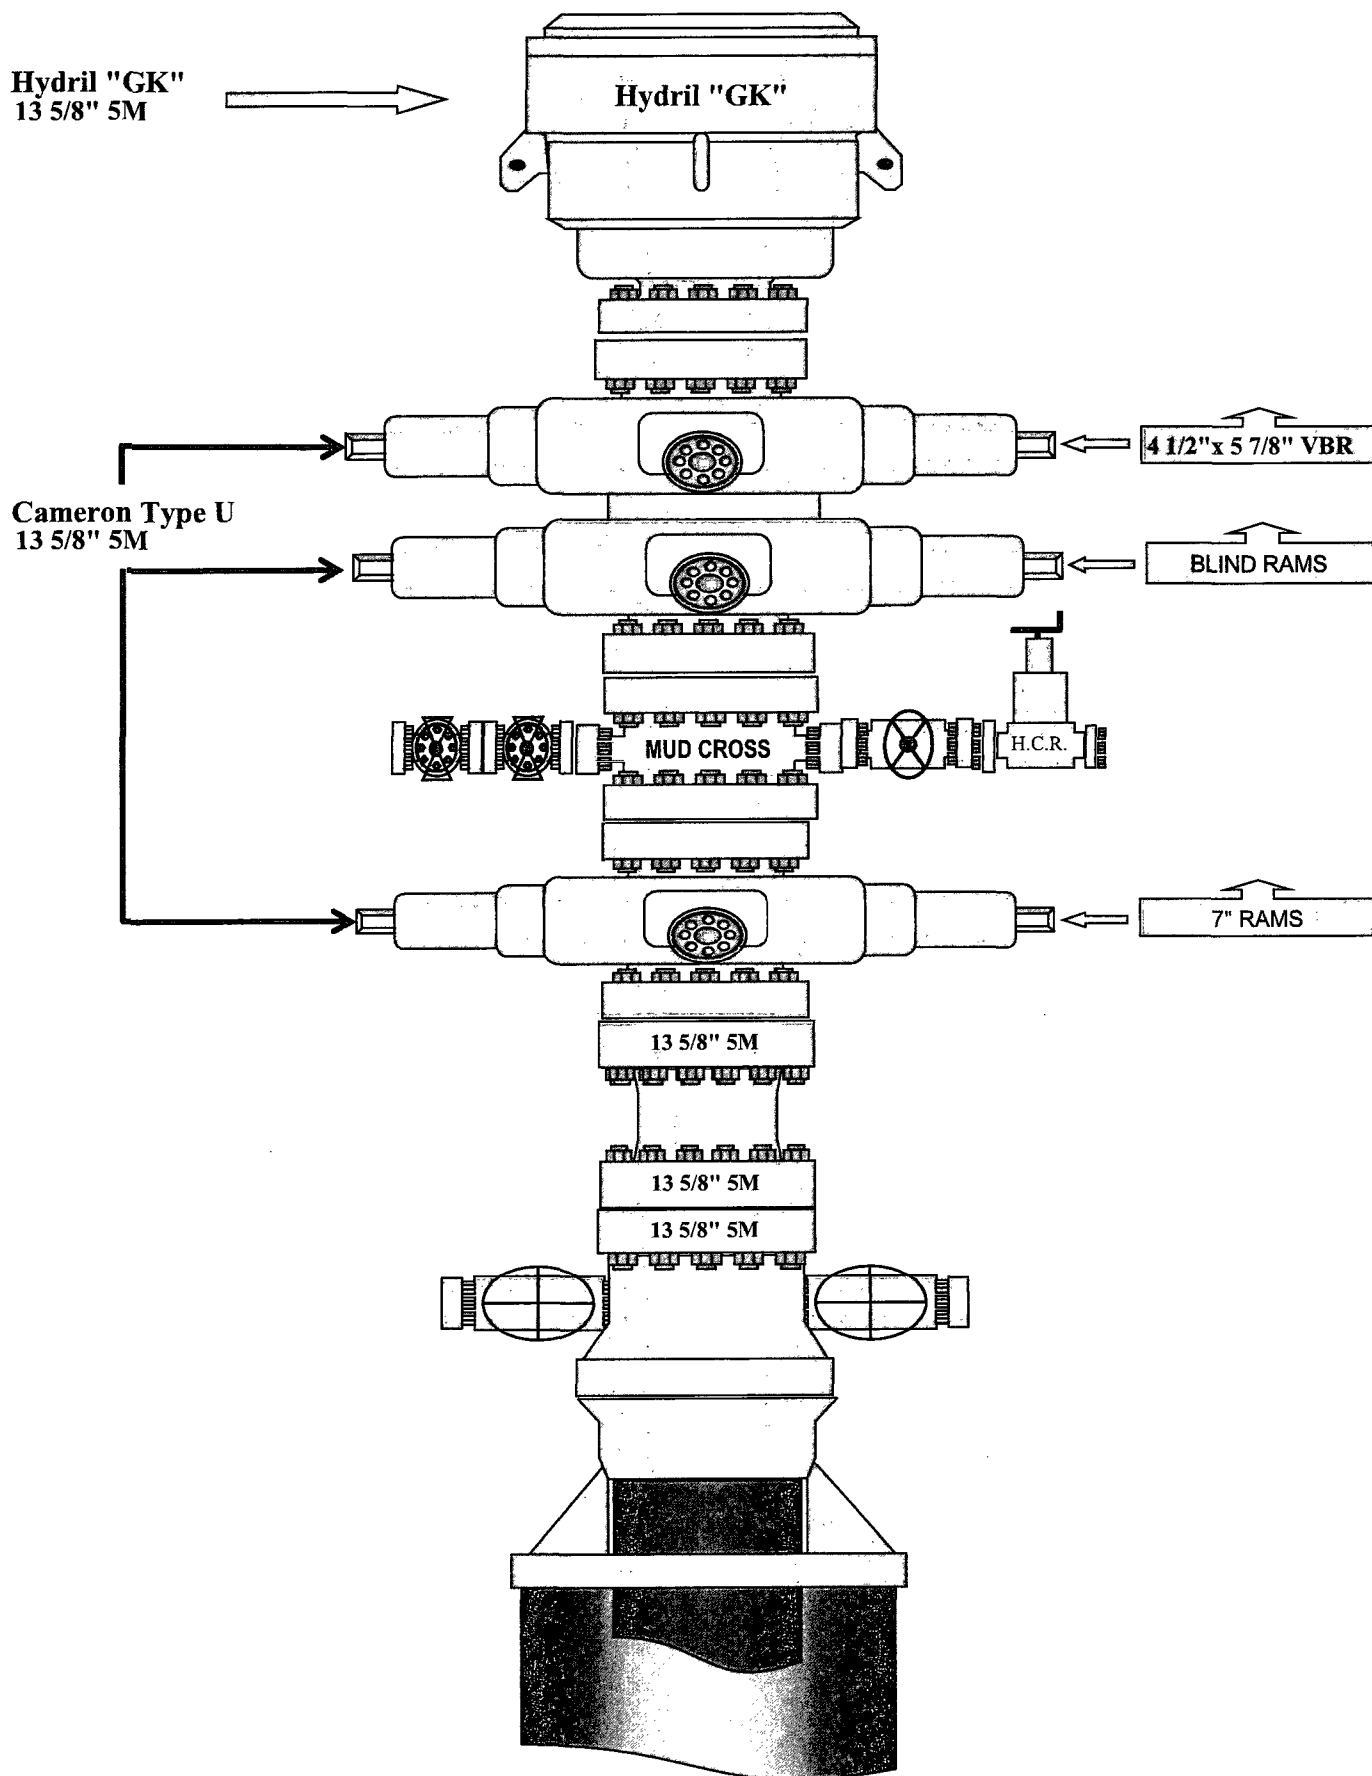 Hydril "GK"
13 5/8" 5M
Hydril "GK"
4 1/2"x 5 7/8" VBR
Cameron Type U
13 5/8" 5M
BLIND RAMS
MUD CROSS
H.C.R.
7" RAMS
13 5/8" 5M
13 5/8" 5M
13 5/8" 5M